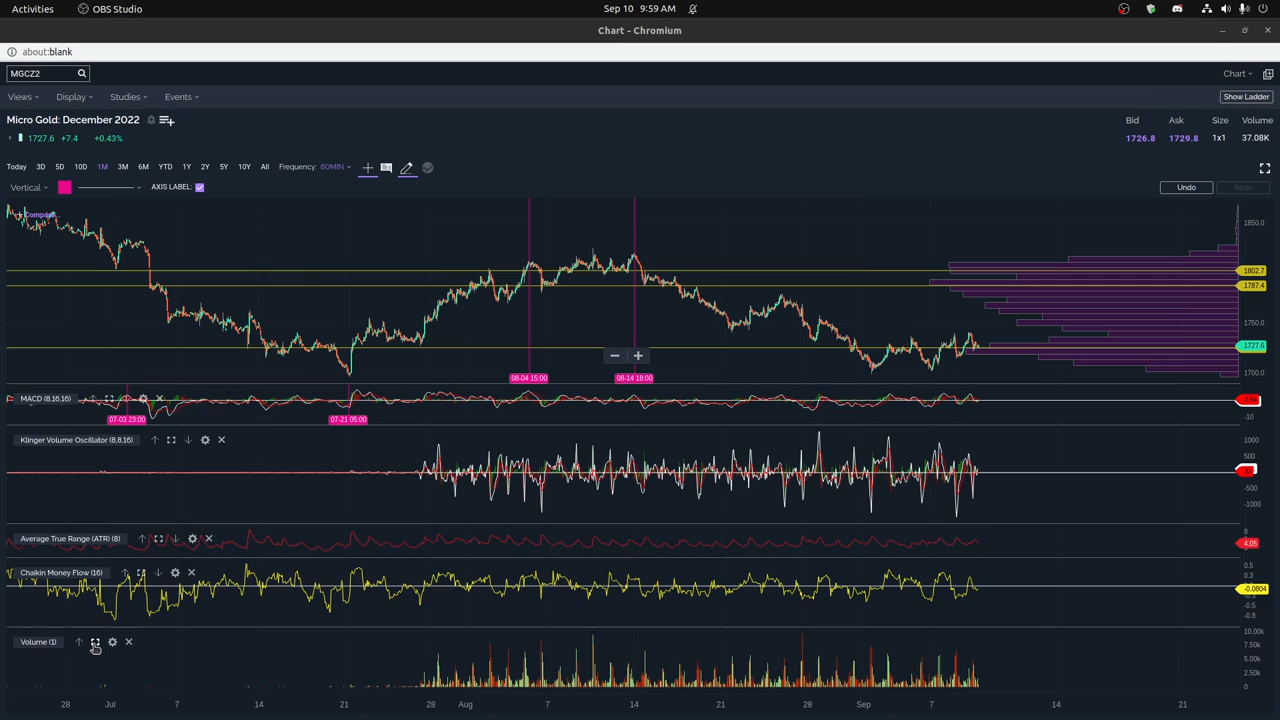 Activities OBS Studio Sep 10 9:59 AM
Chart - Chromium
about:blank
MGCZ2 Chart
Views Display Studies Events Show Ladder
Micro Gold: December 2022 Bid Ask Size Volume
1727.6 +7.4 +0.43% 1726.8 1729.8 1x1 37.08K
Today 3D 5D 10D 1M 3M 6M YTD 1Y 2Y 5Y 10Y All Frequency: 60MIN
Vertical AXIS LABEL: Undo Redo
1850.0
1802.7
1787.4
1750.0
1727.6
1700.0
08-04 15:00 08-14 18:00
MACD (8,16,16)
-10
07-03 23:00 07-21 05:00
Klinger Volume Oscillator (8,8,16) 1000
500
-500
-1000
Average True Range (ATR) (8) 8
4.05
Chaikin Money Flow (16) 0.5
0.3
-0.0804
-0.5
-0.8
10.00k
Volume (1) 7.50k
5.00k
2.50k
0
28 Jul 7 14 21 28 Aug 7 14 21 28 Sep 7 14 21